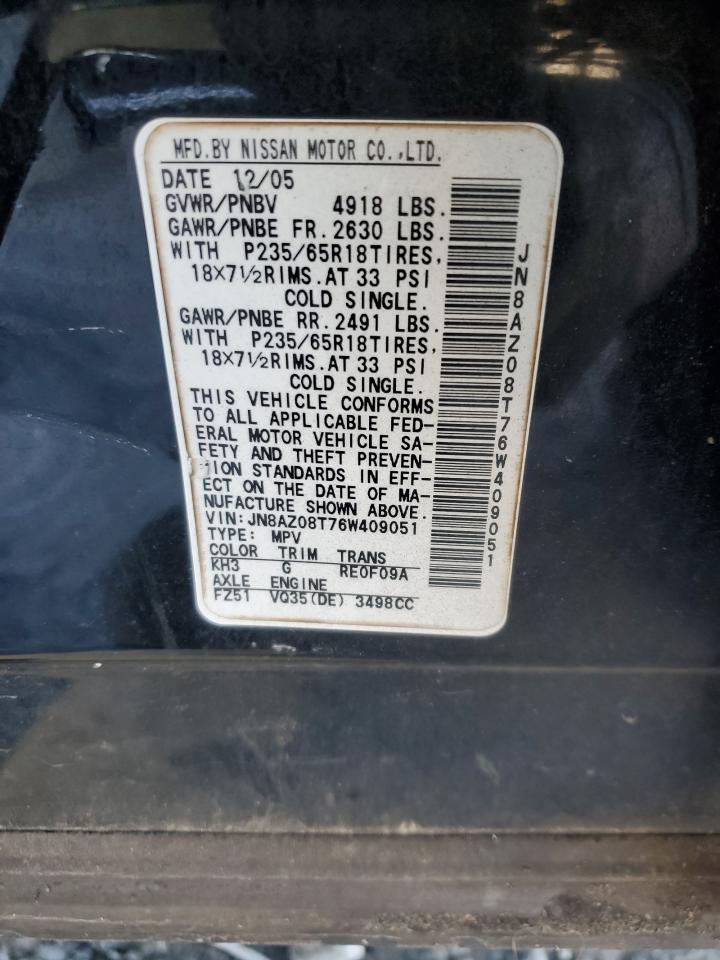 MFD.BY NISSAN MOTOR CO.,LTD.
DATE 12/05
GVWR/PNBV 4918 LBS.
GAWR/PNBE FR.2630 LBS.
WITH P235/65R18TIRES,
18X7½RIMS.AT 33 PSI
COLD SINGLE.
GAWR/PNBE RR.2491 LBS.
WITH P235/65R18TIRES,
18X7½RIMS.AT 33 PSI
COLD SINGLE.
THIS VEHICLE CONFORMS
TO ALL APPLICABLE FED-
ERAL MOTOR VEHICLE SA-
FETY AND THEFT PREVEN-
TION STANDARDS IN EFF-
ECT ON THE DATE OF MA-
NUFACTURE SHOWN ABOVE.
VIN:JN8AZ08T76W409051
TYPE: MPV
COLOR TRIM TRANS
KH3 G RE0F09A
AXLE ENGINE
FZ51 VQ35(DE) 3498CC
JN8AZ08T76W409051